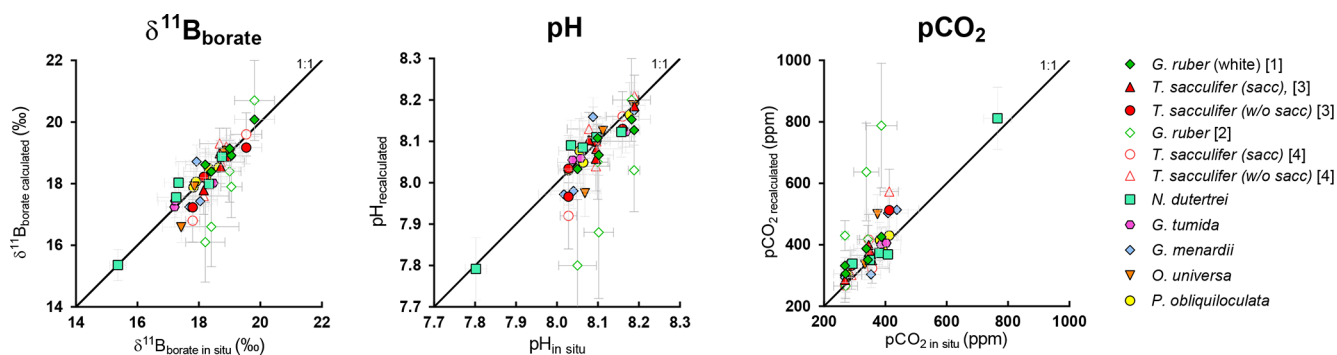 δ¹¹B_borate
pH
pCO₂
δ¹¹B_borate calculated (‰)
22
20
18
16
14
1:1
14 16 18 20 22
δ¹¹B_borate in situ (‰)
pH_recalculated
8.3
8.2
8.1
8.0
7.9
7.8
7.7
1:1
7.7 7.8 7.9 8.0 8.1 8.2 8.3
pH_in situ
pCO₂ recalculated (ppm)
1000
800
600
400
200
1:1
200 400 600 800 1000
pCO₂ in situ (ppm)
G. ruber (white) [1]
T. sacculifer (sacc), [3]
T. sacculifer (w/o sacc) [3]
G. ruber [2]
T. sacculifer (sacc) [4]
T. sacculifer (w/o sacc) [4]
N. dutertrei
G. tumida
G. menardii
O. universa
P. obliquiloculata